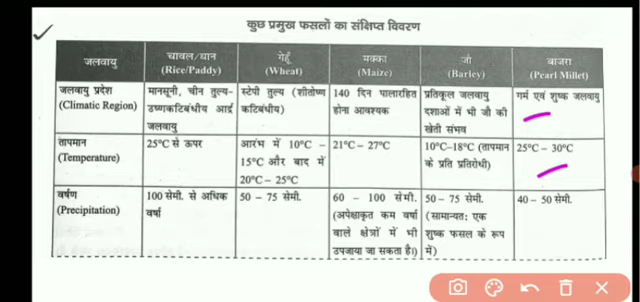 कुछ प्रमुख फसलों का संक्षिप्त विवरण
जलवायु
चावल/धान
(Rice/Paddy)
गेहूँ
(Wheat)
मक्का
(Maize)
जौ
(Barley)
बाजरा
(Pearl Millet)
जलवायु प्रदेश
(Climatic Region)
मानसूनी, चीन तुल्य-
उष्णकटिबंधीय आर्द्र
जलवायु
स्टेपी तुल्य (शीतोष्ण
कटिबंधीय)
140 दिन पालारहित
होना आवश्यक
प्रतिकूल जलवायु
दशाओं में भी जौ की
खेती संभव
गर्म एवं शुष्क जलवायु
तापमान
(Temperature)
25°C से ऊपर
आरंभ में 10°C –
15°C और बाद में
20°C – 25°C
21°C – 27°C
10°C–18°C (तापमान
के प्रति प्रतिरोधी)
25°C – 30°C
वर्षण
(Precipitation)
100 सेमी. से अधिक
वर्षा
50 – 75 सेमी.
60 – 100 सेमी.
(अपेक्षाकृत कम वर्षा
वाले क्षेत्रों में भी
उपजाया जा सकता है।)
50 – 75 सेमी.
(सामान्यतः एक
शुष्क फसल के रूप
में)
40 – 50 सेमी.